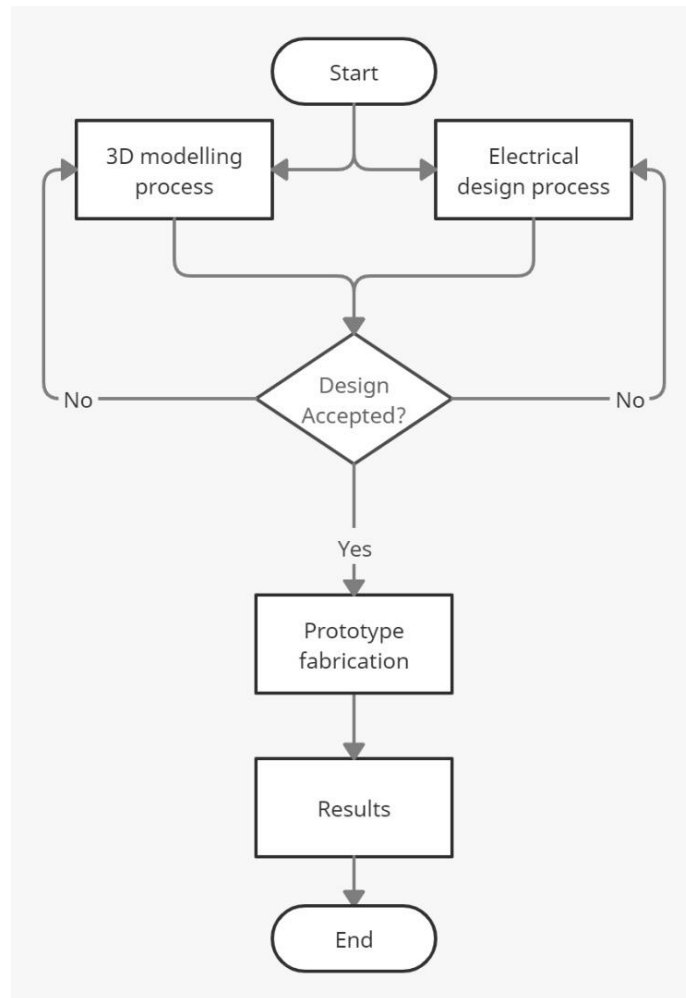 Start
3D modelling
process
Electrical
design process
Design
Accepted?
No
No
Yes
Prototype
fabrication
Results
End